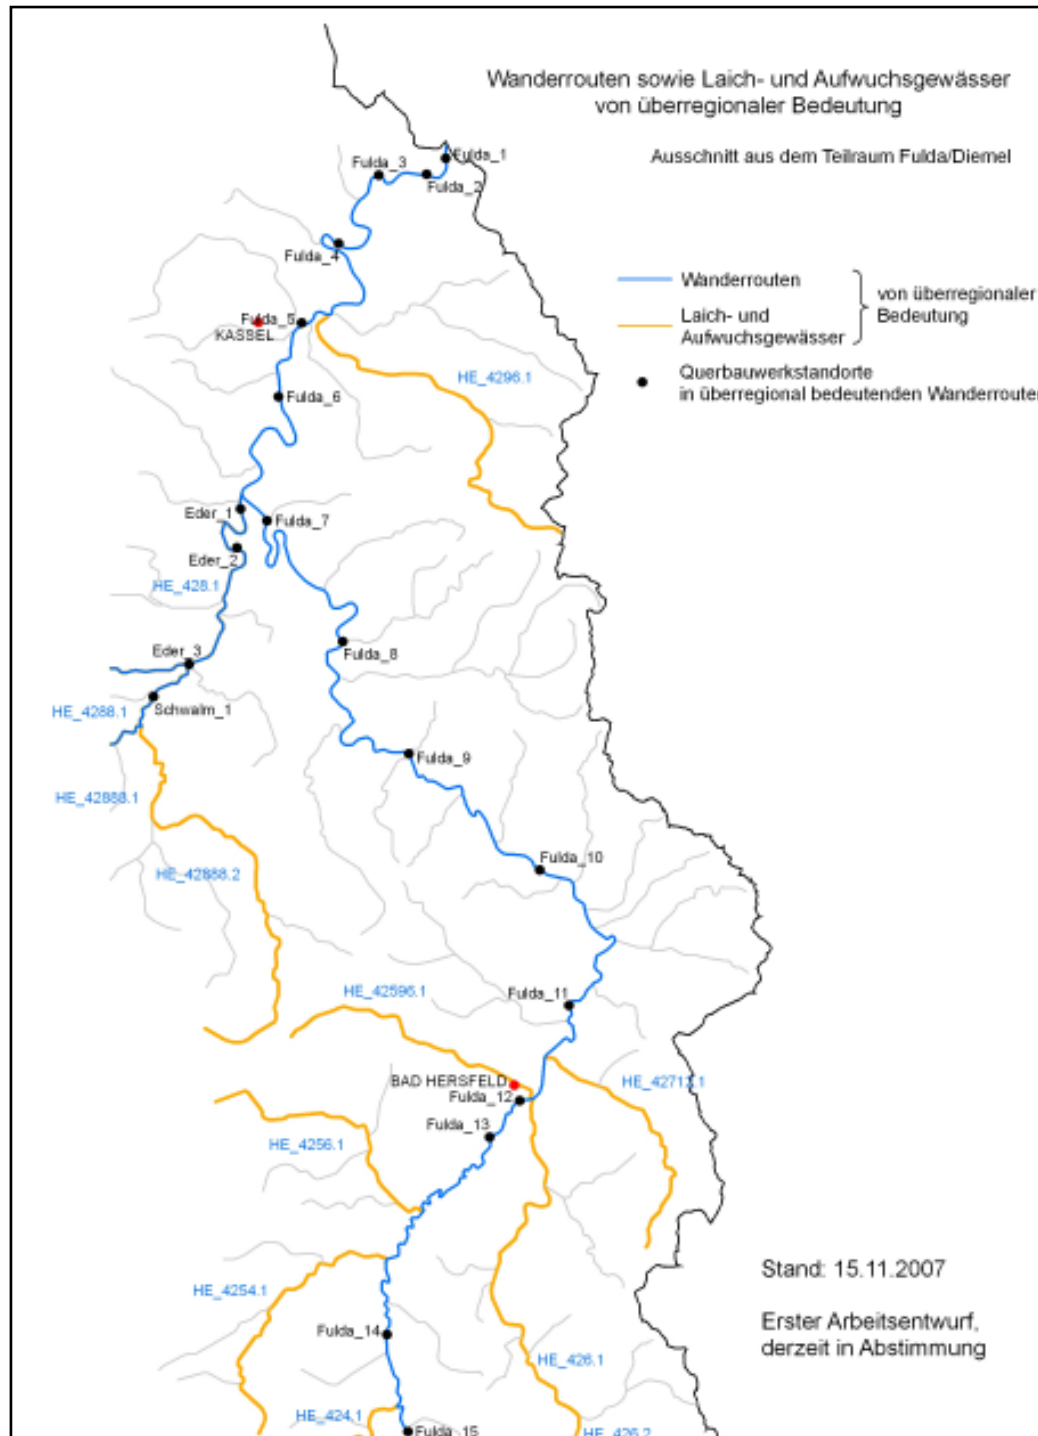 Wanderrouten sowie Laich- und Aufwuchsgewässer
von überregionaler Bedeutung
Ausschnitt aus dem Teilraum Fulda/Diemel
Fulda_1
Fulda_3
Fulda_2
Fulda_4
Wanderrouten
Laich- und
Aufwuchsgewässer
von überregionaler
Bedeutung
Querbauwerkstandorte
in überregional bedeutenden
Fulda_5
KASSEL
HE_4296.1
Fulda_6
Eder_1
Fulda_7
Eder_2
HE_428.1
Eder_3
Fulda_8
HE_4288.1
Schwalm_1
Fulda_9
HE_42888.1
Fulda_10
HE_42888.2
HE_42596.1
Fulda_11
BAD HERSFELD
HE_42712.1
Fulda_12
Fulda_13
HE_4256.1
Stand: 15.11.2007
HE_4254.1
Erster Arbeitsentwurf,
derzeit in Abstimmung
Fulda_14
HE_426.1
HE_424.1
Fulda_15
HE_426.2